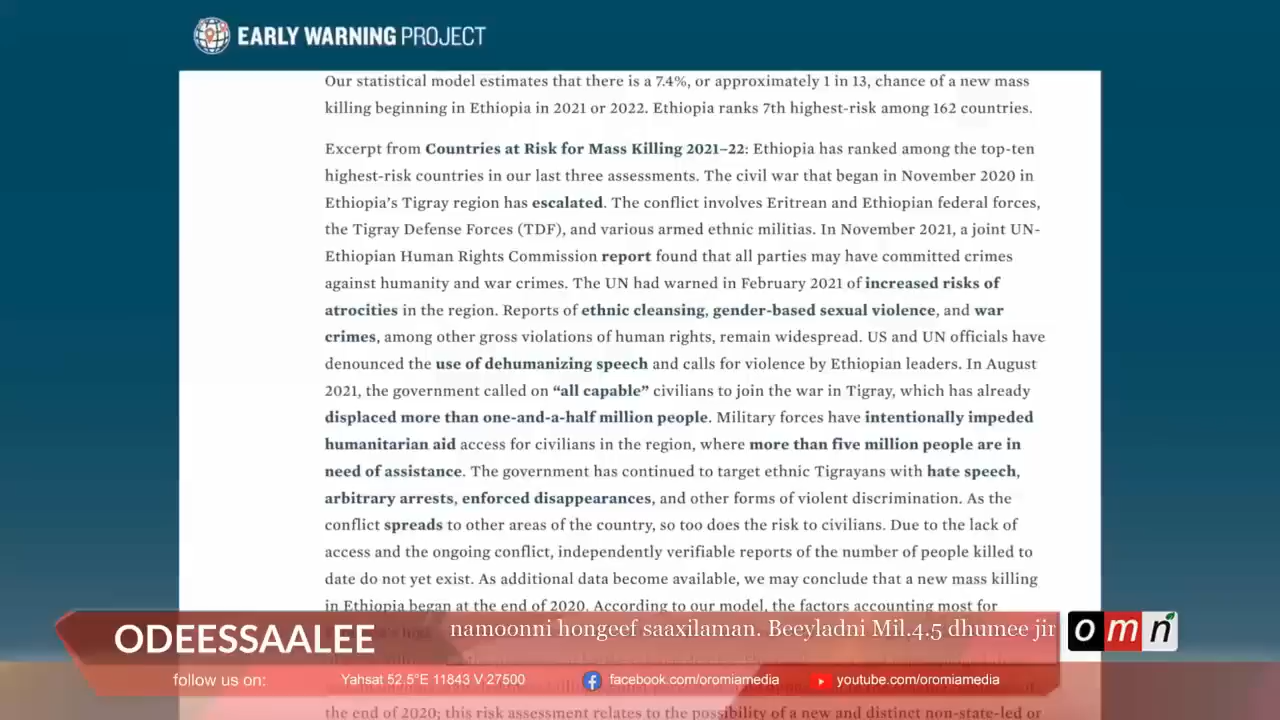 EARLY WARNING PROJECT
Our statistical model estimates that there is a 7.4%, or approximately 1 in 13, chance of a new mass
killing beginning in Ethiopia in 2021 or 2022. Ethiopia ranks 7th highest-risk among 162 countries.
Excerpt from Countries at Risk for Mass Killing 2021–22: Ethiopia has ranked among the top-ten
highest-risk countries in our last three assessments. The civil war that began in November 2020 in
Ethiopia's Tigray region has escalated. The conflict involves Eritrean and Ethiopian federal forces,
the Tigray Defense Forces (TDF), and various armed ethnic militias. In November 2021, a joint UN-
Ethiopian Human Rights Commission report found that all parties may have committed crimes
against humanity and war crimes. The UN had warned in February 2021 of increased risks of
atrocities in the region. Reports of ethnic cleansing, gender-based sexual violence, and war
crimes, among other gross violations of human rights, remain widespread. US and UN officials have
denounced the use of dehumanizing speech and calls for violence by Ethiopian leaders. In August
2021, the government called on “all capable” civilians to join the war in Tigray, which has already
displaced more than one-and-a-half million people. Military forces have intentionally impeded
humanitarian aid access for civilians in the region, where more than five million people are in
need of assistance. The government has continued to target ethnic Tigrayans with hate speech,
arbitrary arrests, enforced disappearances, and other forms of violent discrimination. As the
conflict spreads to other areas of the country, so too does the risk to civilians. Due to the lack of
access and the ongoing conflict, independently verifiable reports of the number of people killed to
date do not yet exist. As additional data become available, we may conclude that a new mass killing
in Ethiopia began at the end of 2020. According to our model, the factors accounting most for
ODEESSAALEE
namoonni hongeef saaxilaman. Beeyladni Mil.4.5 dhumee jir
omn
follow us on:
Yahsat 52.5°E 11843 V 27500
facebook.com/oromiamedia
youtube.com/oromiamedia
the end of 2020; this risk assessment relates to the possibility of a new and distinct non-state-led or